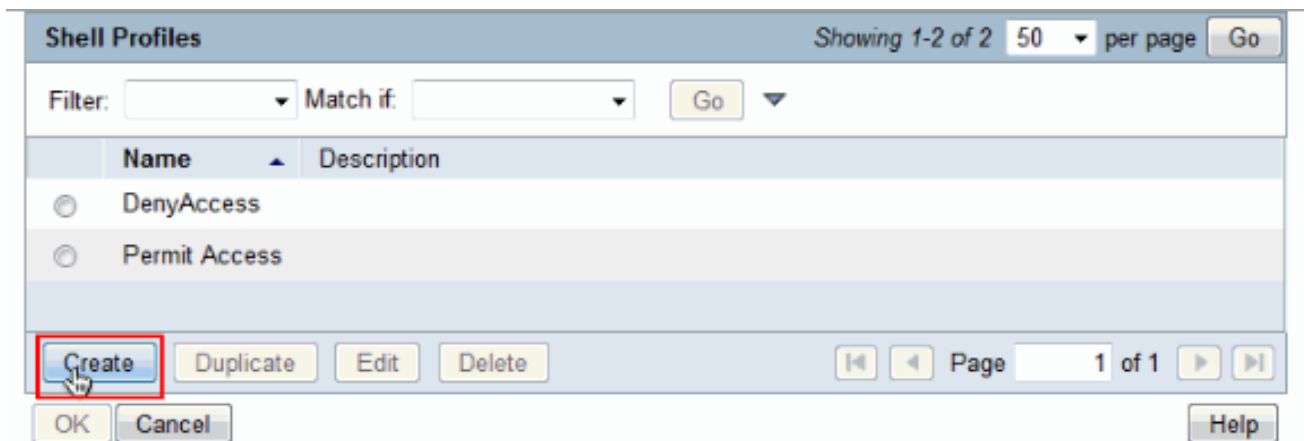 Shell Profiles Showing 1-2 of 2 50 per page Go
Filter: Match if: Go
Name Description
DenyAccess
Permit Access
Create Duplicate Edit Delete Page 1 of 1
OK Cancel Help